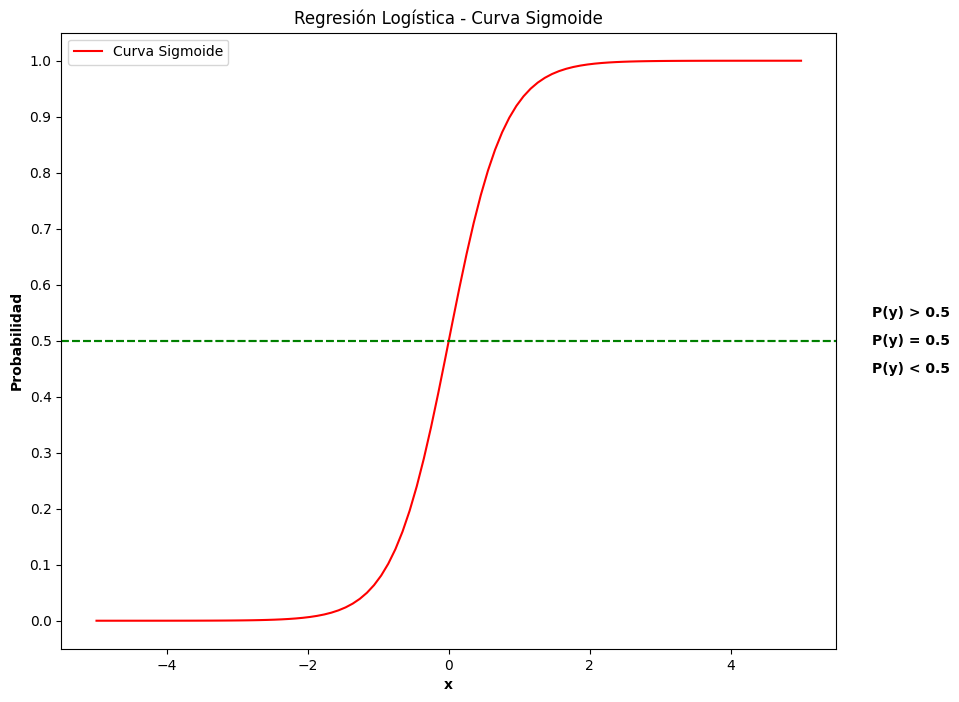 Regresión Logística - Curva Sigmoide
Curva Sigmoide
1.0
0.9
0.8
0.7
0.6
0.5
0.4
0.3
0.2
0.1
0.0
Probabilidad
−4
−2
0
2
4
x
P(y) > 0.5
P(y) = 0.5
P(y) < 0.5